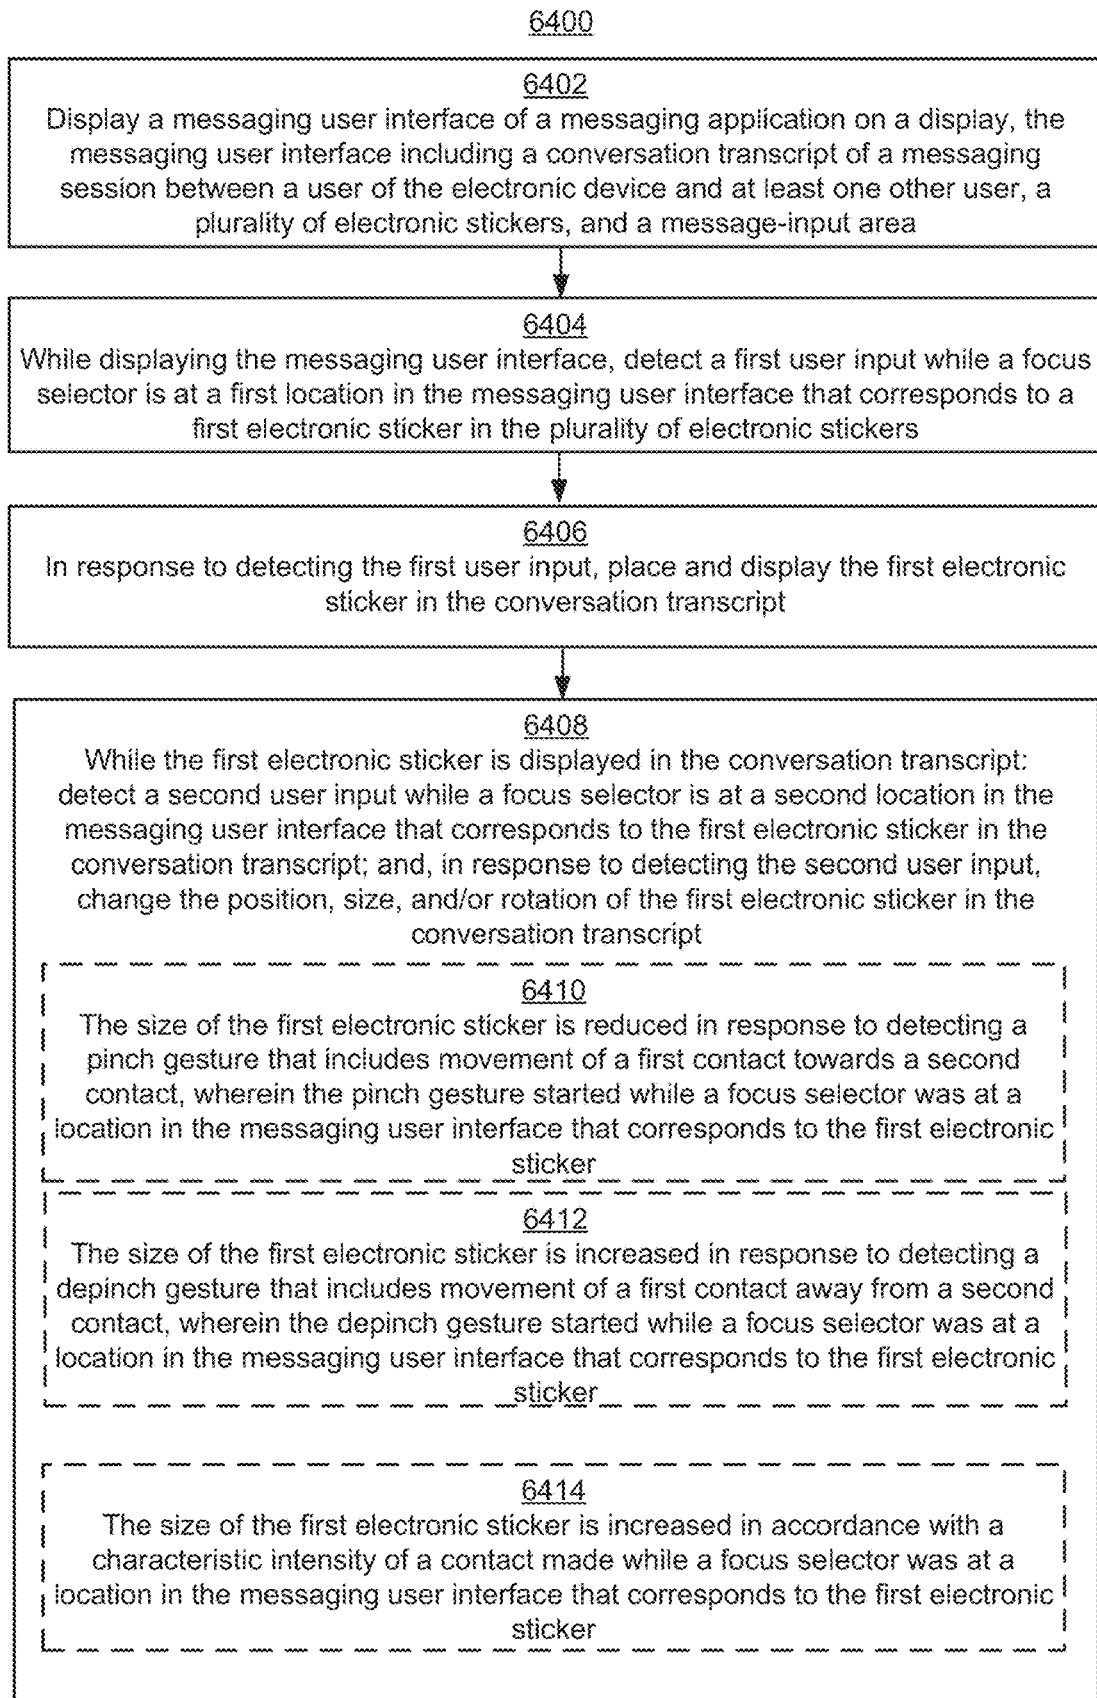 6400
6402
Display a messaging user interface of a messaging application on a display, the
messaging user interface including a conversation transcript of a messaging
session between a user of the electronic device and at least one other user, a
plurality of electronic stickers, and a message-input area
6404
While displaying the messaging user interface, detect a first user input while a focus
selector is at a first location in the messaging user interface that corresponds to a
first electronic sticker in the plurality of electronic stickers
6406
In response to detecting the first user input, place and display the first electronic
sticker in the conversation transcript
6408
While the first electronic sticker is displayed in the conversation transcript:
detect a second user input while a focus selector is at a second location in the
messaging user interface that corresponds to the first electronic sticker in the
conversation transcript; and, in response to detecting the second user input,
change the position, size, and/or rotation of the first electronic sticker in the
conversation transcript
6410
The size of the first electronic sticker is reduced in response to detecting a
pinch gesture that includes movement of a first contact towards a second
contact, wherein the pinch gesture started while a focus selector was at a
location in the messaging user interface that corresponds to the first electronic
sticker
6412
The size of the first electronic sticker is increased in response to detecting a
depinch gesture that includes movement of a first contact away from a second
contact, wherein the depinch gesture started while a focus selector was at a
location in the messaging user interface that corresponds to the first electronic
sticker
6414
The size of the first electronic sticker is increased in accordance with a
characteristic intensity of a contact made while a focus selector was at a
location in the messaging user interface that corresponds to the first electronic
sticker